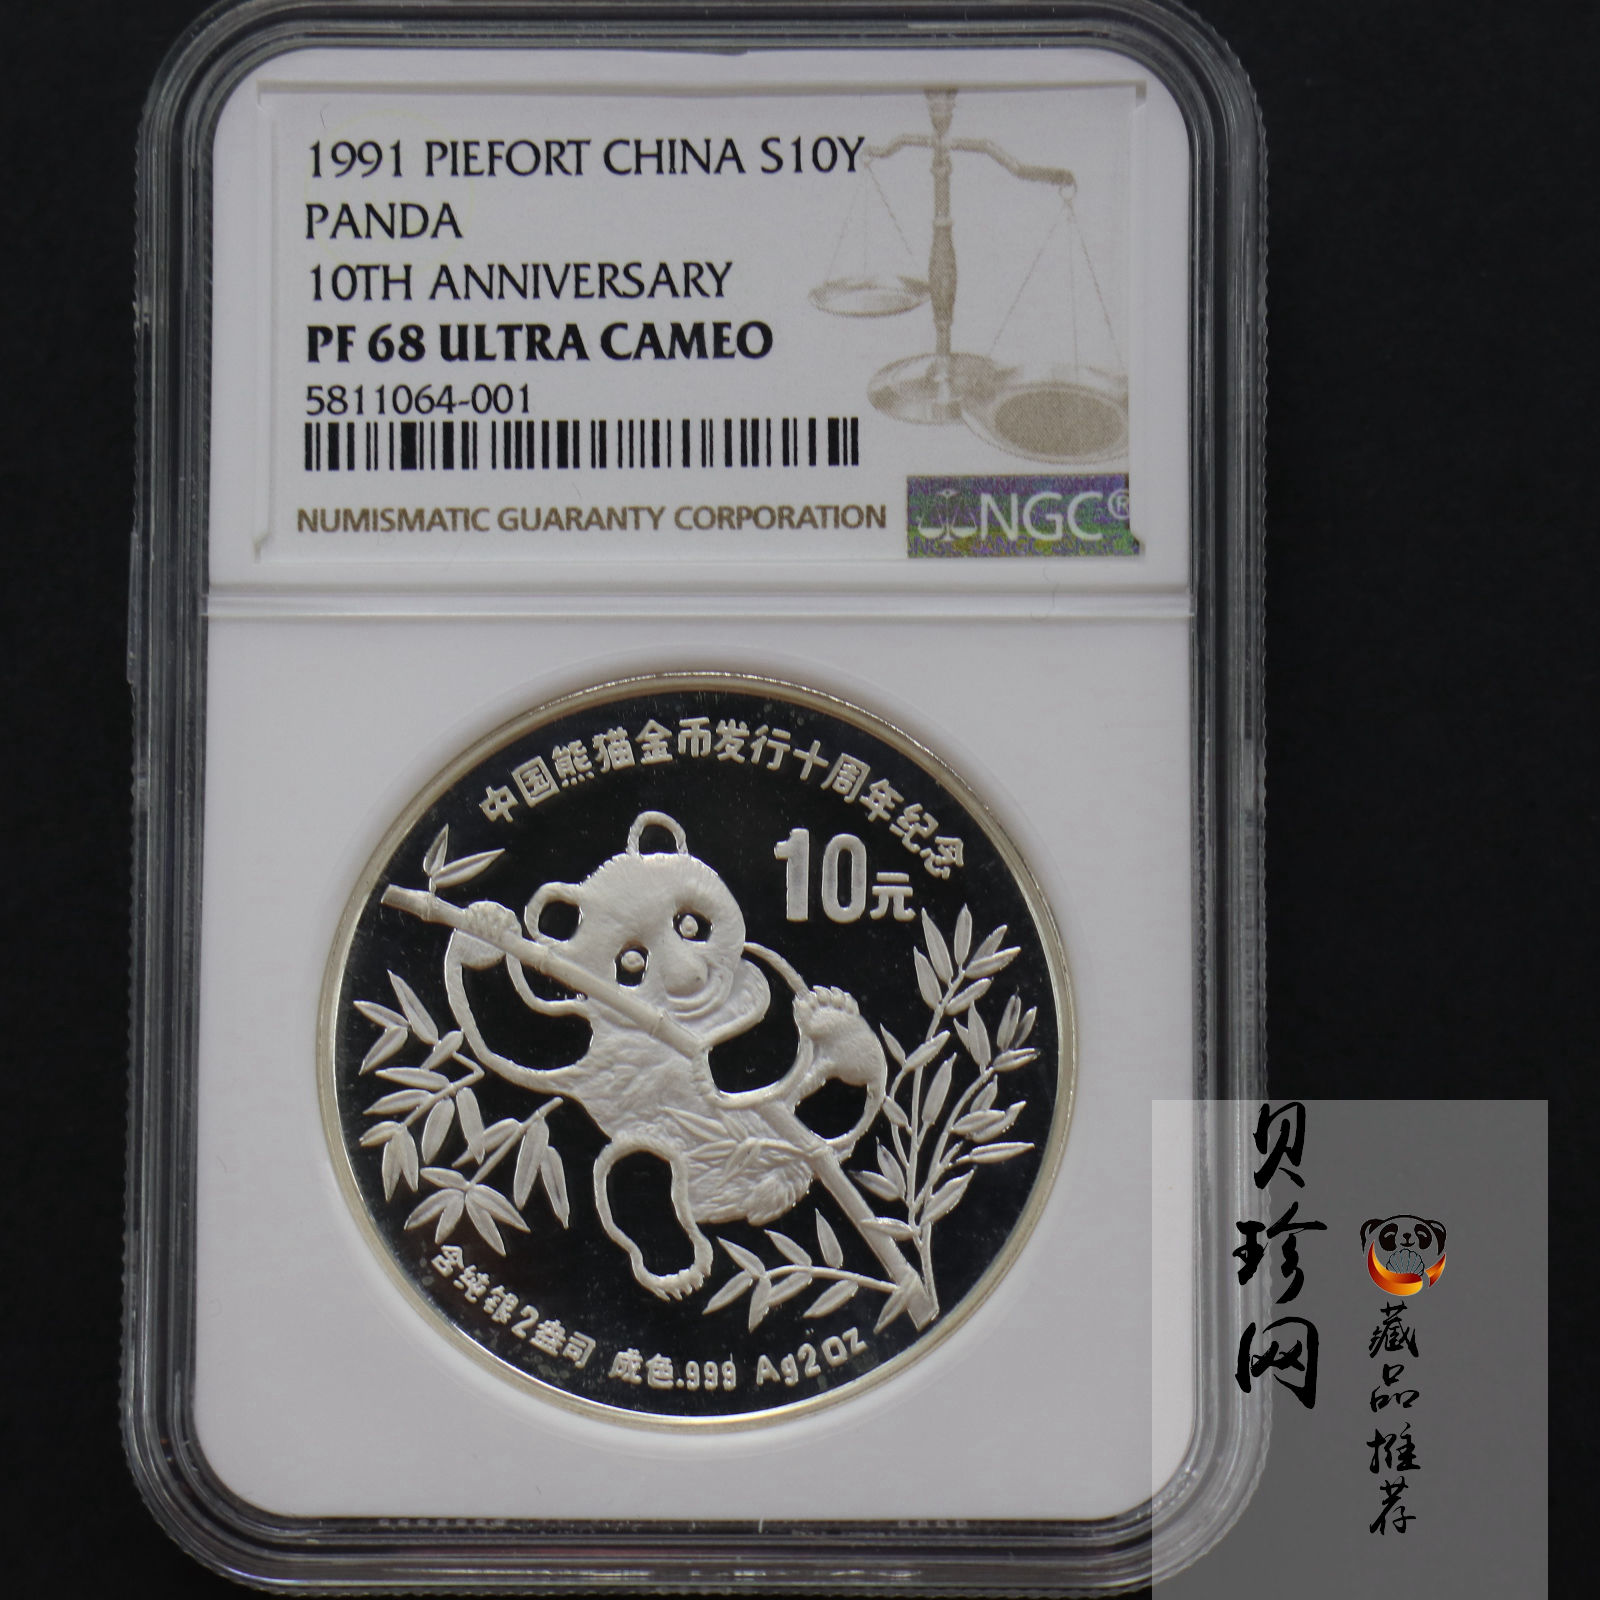 1991 PIEFORT CHINA S10Y
PANDA
10TH ANNIVERSARY
PF 68 ULTRA CAMEO
5811064-001
NUMISMATIC GUARANTY CORPORATION
NGC®
中国熊猫金币发行十周年纪念
10元
含纯银2盎司 成色.999 Ag2oz
贝珍网
藏品推荐